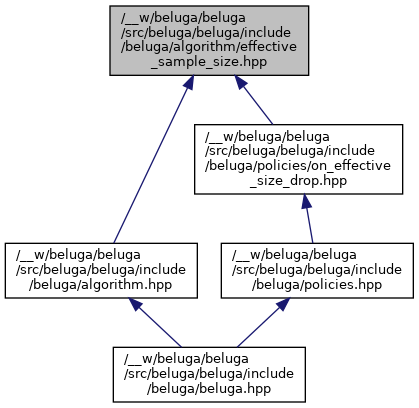 /__w/beluga/beluga
/src/beluga/beluga/include
/beluga/algorithm/effective
_sample_size.hpp
/__w/beluga/beluga
/src/beluga/beluga/include
/beluga/policies/on_effective
_size_drop.hpp
/__w/beluga/beluga
/src/beluga/beluga/include
/beluga/algorithm.hpp
/__w/beluga/beluga
/src/beluga/beluga/include
/beluga/policies.hpp
/__w/beluga/beluga
/src/beluga/beluga/include
/beluga/beluga.hpp